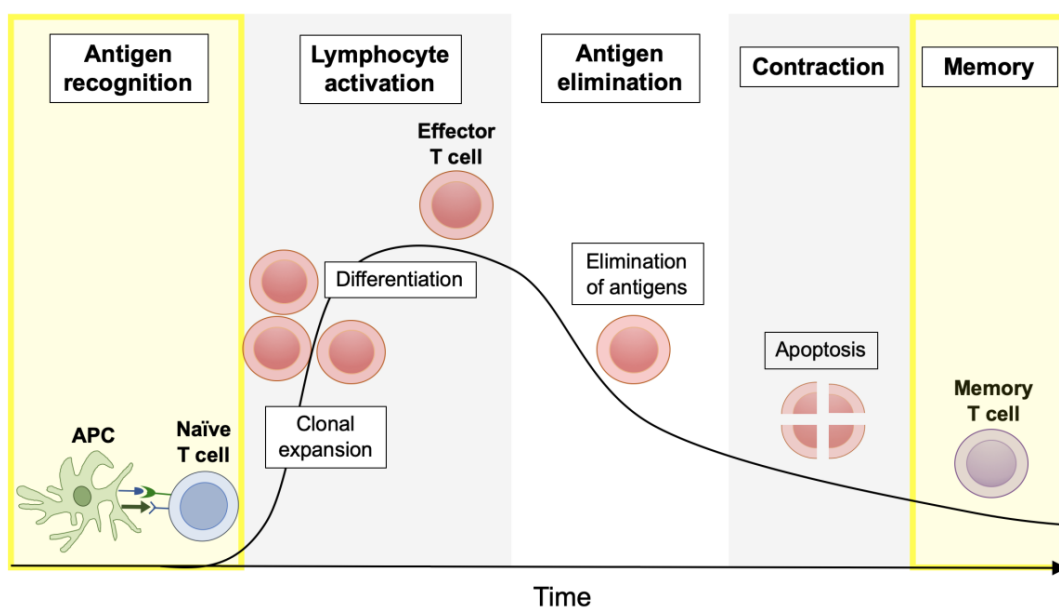 Antigen
recognition
Lymphocyte
activation
Antigen
elimination
Contraction
Memory
Effector
T cell
Differentiation
Elimination
of antigens
Apoptosis
Memory
T cell
Clonal
expansion
APC
Naïve
T cell
Time